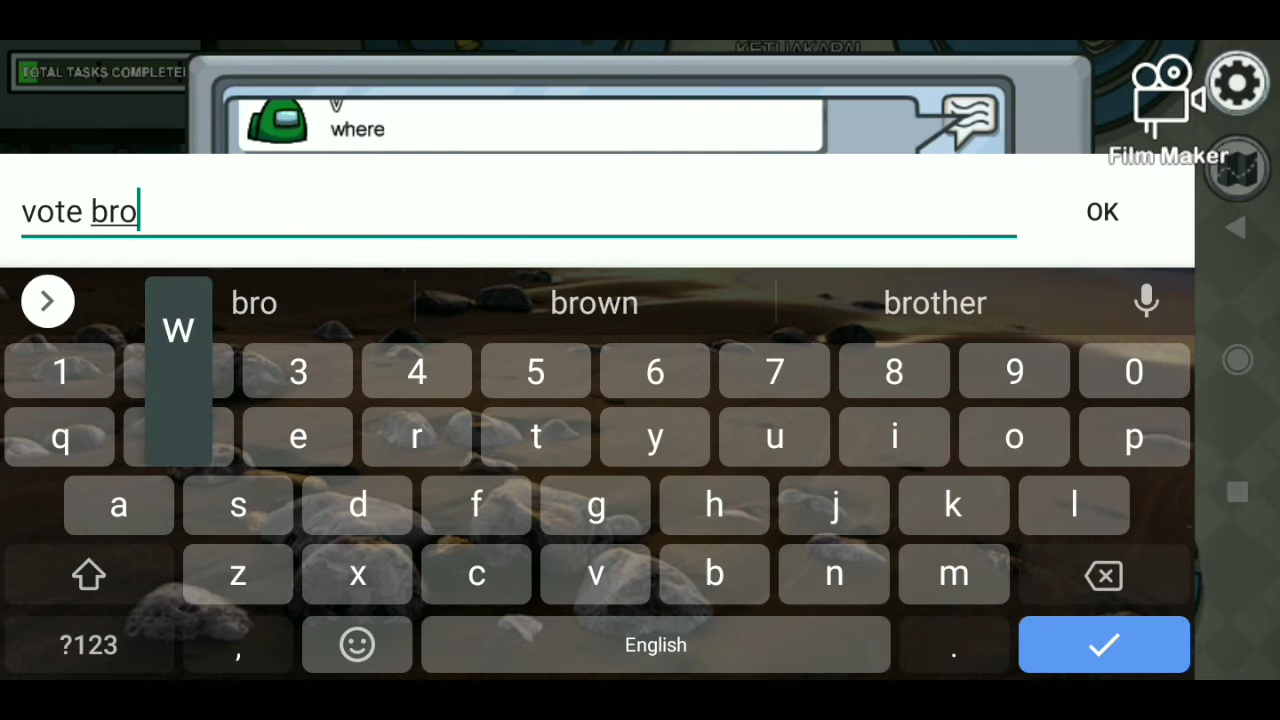 TOTAL TASKS COMPLETE
v
where
Film Maker
vote bro
OK
bro brown brother
W
1 3 4 5 6 7 8 9 0
q e r t y u i o p
a s d f g h j k l
z x c v b n m
?123 , English .